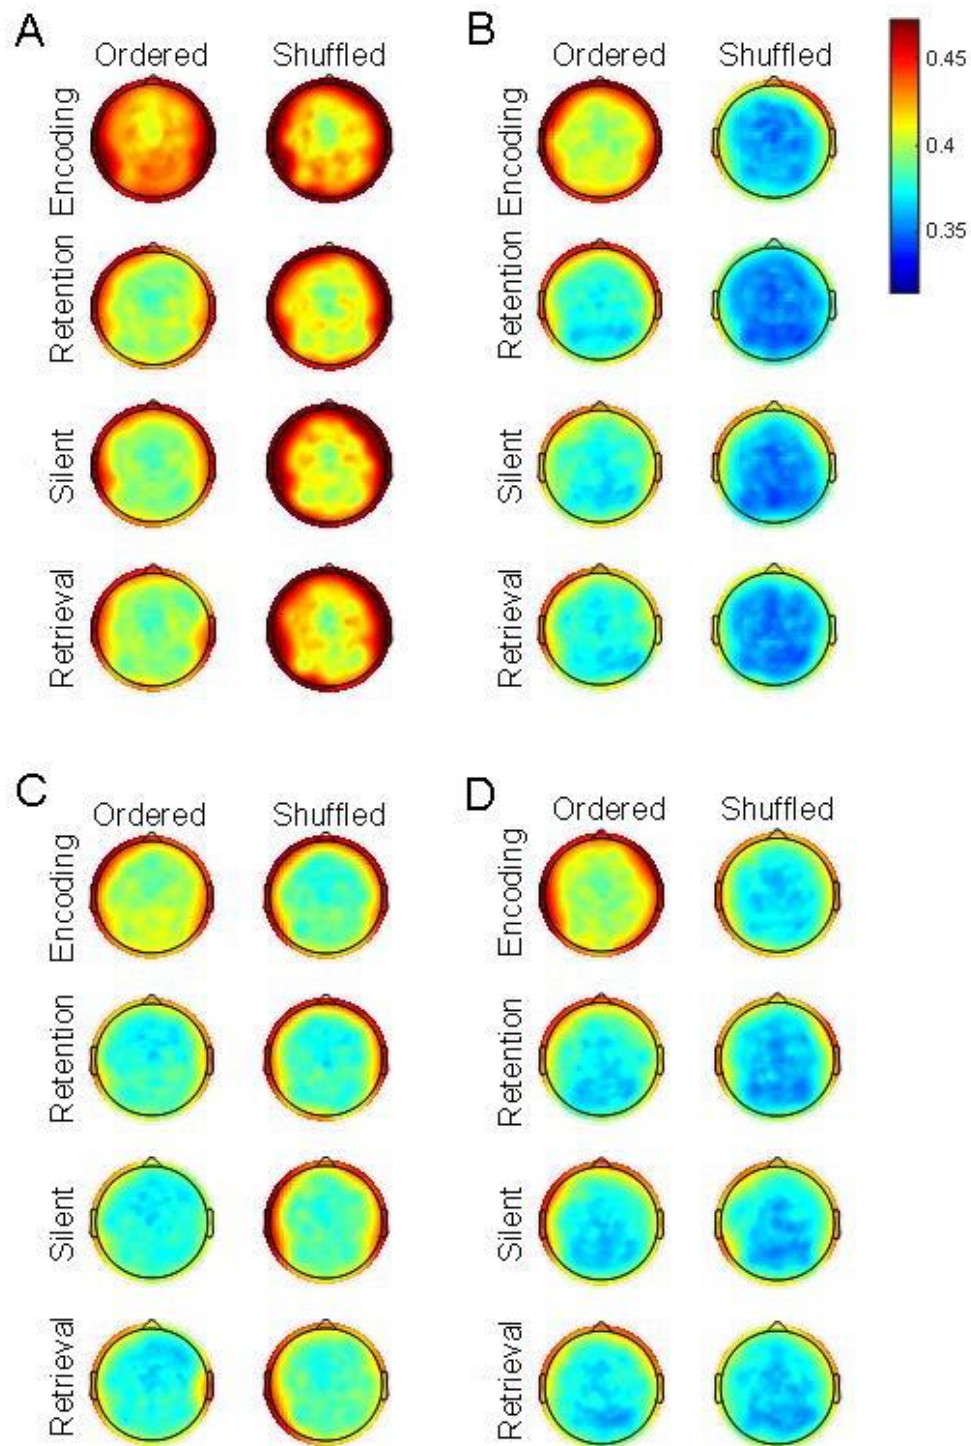 A
Ordered Shuffled
Encoding
Retention
Silent
Retrieval
B
Ordered Shuffled
Encoding
Retention
Silent
Retrieval
0.45
0.4
0.35
C
Ordered Shuffled
Encoding
Retention
Silent
Retrieval
D
Ordered Shuffled
Encoding
Retention
Silent
Retrieval